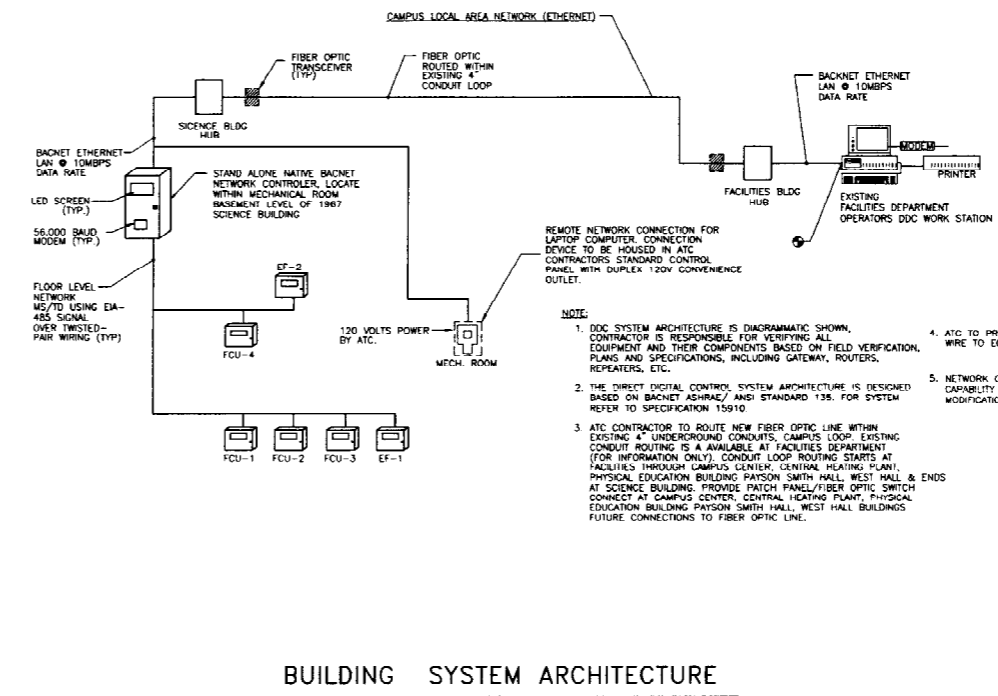 CAMPUS LOCAL AREA NETWORK (ETHERNET)
FIBER OPTIC
TRANSCEIVER
(TYP)
FIBER OPTIC
ROUTED WITHIN
EXISTING 4"
CONDUIT LOOP
BACKNET ETHERNET
LAN @ 10MBPS
DATA RATE
SICENCE BLDG
HUB
BACNET ETHERNET
LAN @ 10MBPS
DATA RATE
MODEM
PRINTER
FACILITIES BLDG
HUB
EXISTING
FACILITIES DEPARTMENT
OPERATORS DDC WORK STATION
STAND ALONE NATIVE BACNET
NETWORK CONTROLER, LOCATE
WITHIN MECHANICAL ROOM
BASEMENT LEVEL OF 1967
SCIENCE BUILDING
LED SCREEN
(TYP.)
56,000 BAUD
MODEM (TYP.)
REMOTE NETWORK CONNECTION FOR
LAPTOP COMPUTER. CONNECTION
DEVICE TO BE HOUSED IN ATC
CONTRACTORS STANDARD CONTROL
PANEL WITH DUPLEX 120V CONVENIENCE
OUTLET.
EF-2
FLOOR LEVEL
NETWORK
MS/TD USING EIA-
485 SIGNAL
OVER TWISTED-
PAIR WIRING (TYP)
FCU-4
120 VOLTS POWER
BY ATC.
MECH. ROOM
FCU-1 FCU-2 FCU-3 EF-1
NOTE:
1. DDC SYSTEM ARCHITECTURE IS DIAGRAMMATIC SHOWN,
CONTRACTOR IS RESPONSIBLE FOR VERIFYING ALL
EQUIPMENT AND THEIR COMPONENTS BASED ON FIELD VERIFICATION,
PLANS AND SPECIFICATIONS, INCLUDING GATEWAY, ROUTERS,
REPEATERS, ETC.
2. THE DIRECT DIGITAL CONTROL SYSTEM ARCHITECTURE IS DESIGNED
BASED ON BACNET ASHRAE/ ANSI STANDARD 135. FOR SYSTEM
REFER TO SPECIFICATION 15910.
3. ATC CONTRACTOR TO ROUTE NEW FIBER OPTIC LINE WITHIN
EXISTING 4" UNDERGROUND CONDUITS, CAMPUS LOOP. EXISTING
CONDUIT ROUTING IS A AVAILABLE AT FACILITIES DEPARTMENT
(FOR INFORMATION ONLY). CONDUIT LOOP ROUTING STARTS AT
FACILITIES THROUGH CAMPUS CENTER, CENTRAL HEATING PLANT,
PHYSICAL EDUCATION BUILDING PAYSON SMITH HALL, WEST HALL & ENDS
AT SCIENCE BUILDING. PROVIDE PATCH PANEL/FIBER OPTIC SWITCH
CONNECT AT CAMPUS CENTER, CENTRAL HEATING PLANT, PHYSICAL
EDUCATION BUILDING PAYSON SMITH HALL, WEST HALL BUILDINGS
FUTURE CONNECTIONS TO FIBER OPTIC LINE.
4. ATC TO PR
WIRE TO E
5. NETWORK C
CAPABILITY
MODIFICATIO
BUILDING SYSTEM ARCHITECTURE